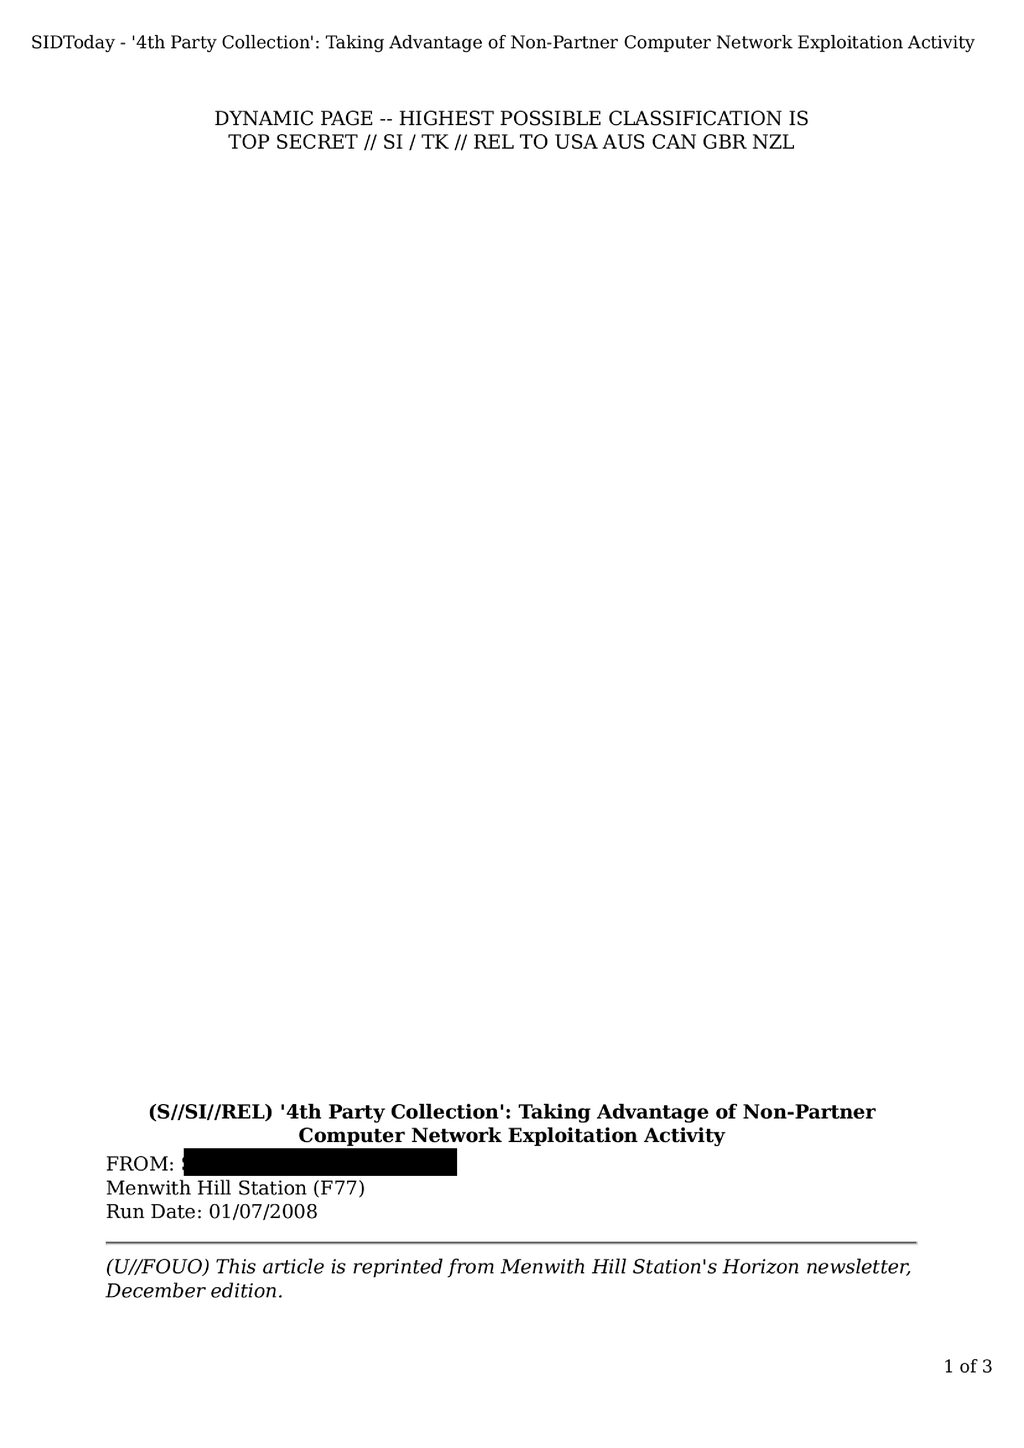 SIDToday - '4th Party Collection': Taking Advantage of Non-Partner Computer Network Exploitation Activity
DYNAMIC PAGE -- HIGHEST POSSIBLE CLASSIFICATION IS
TOP SECRET // SI / TK // REL TO USA AUS CAN GBR NZL
(S//SI//REL) '4th Party Collection': Taking Advantage of Non-Partner
Computer Network Exploitation Activity
FROM:
Menwith Hill Station (F77)
Run Date: 01/07/2008
(U//FOUO) This article is reprinted from Menwith Hill Station's Horizon newsletter,
December edition.
1 of 3